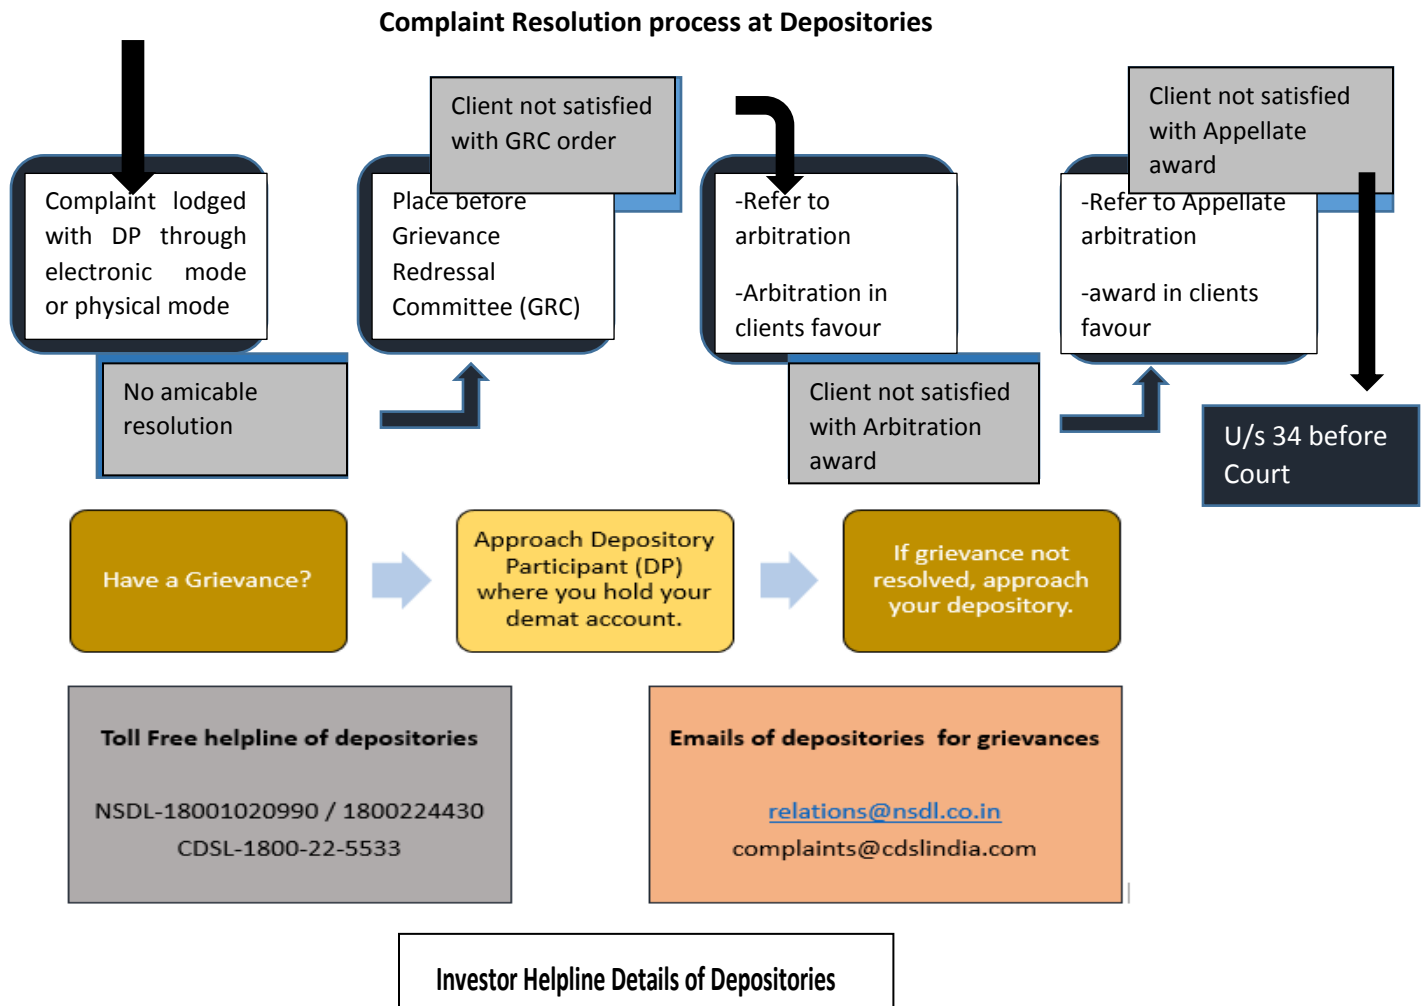 Complaint Resolution process at Depositories
Client not satisfied
with GRC order
Client not satisfied
with Appellate
award
Complaint lodged
with DP through
electronic mode
or physical mode
Place before
Grievance
Redressal
Committee (GRC)
-Refer to
arbitration
-Arbitration in
clients favour
-Refer to Appellate
arbitration
-award in clients
favour
No amicable
resolution
Client not satisfied
with Arbitration
award
U/s 34 before
Court
Have a Grievance?
Approach Depository
Participant (DP)
where you hold your
demat account.
If grievance not
resolved, approach
your depository.
Toll Free helpline of depositories
NSDL-18001020990 / 1800224430
CDSL-1800-22-5533
Emails of depositories for grievances
relations@nsdl.co.in
complaints@cdslindia.com
Investor Helpline Details of Depositories